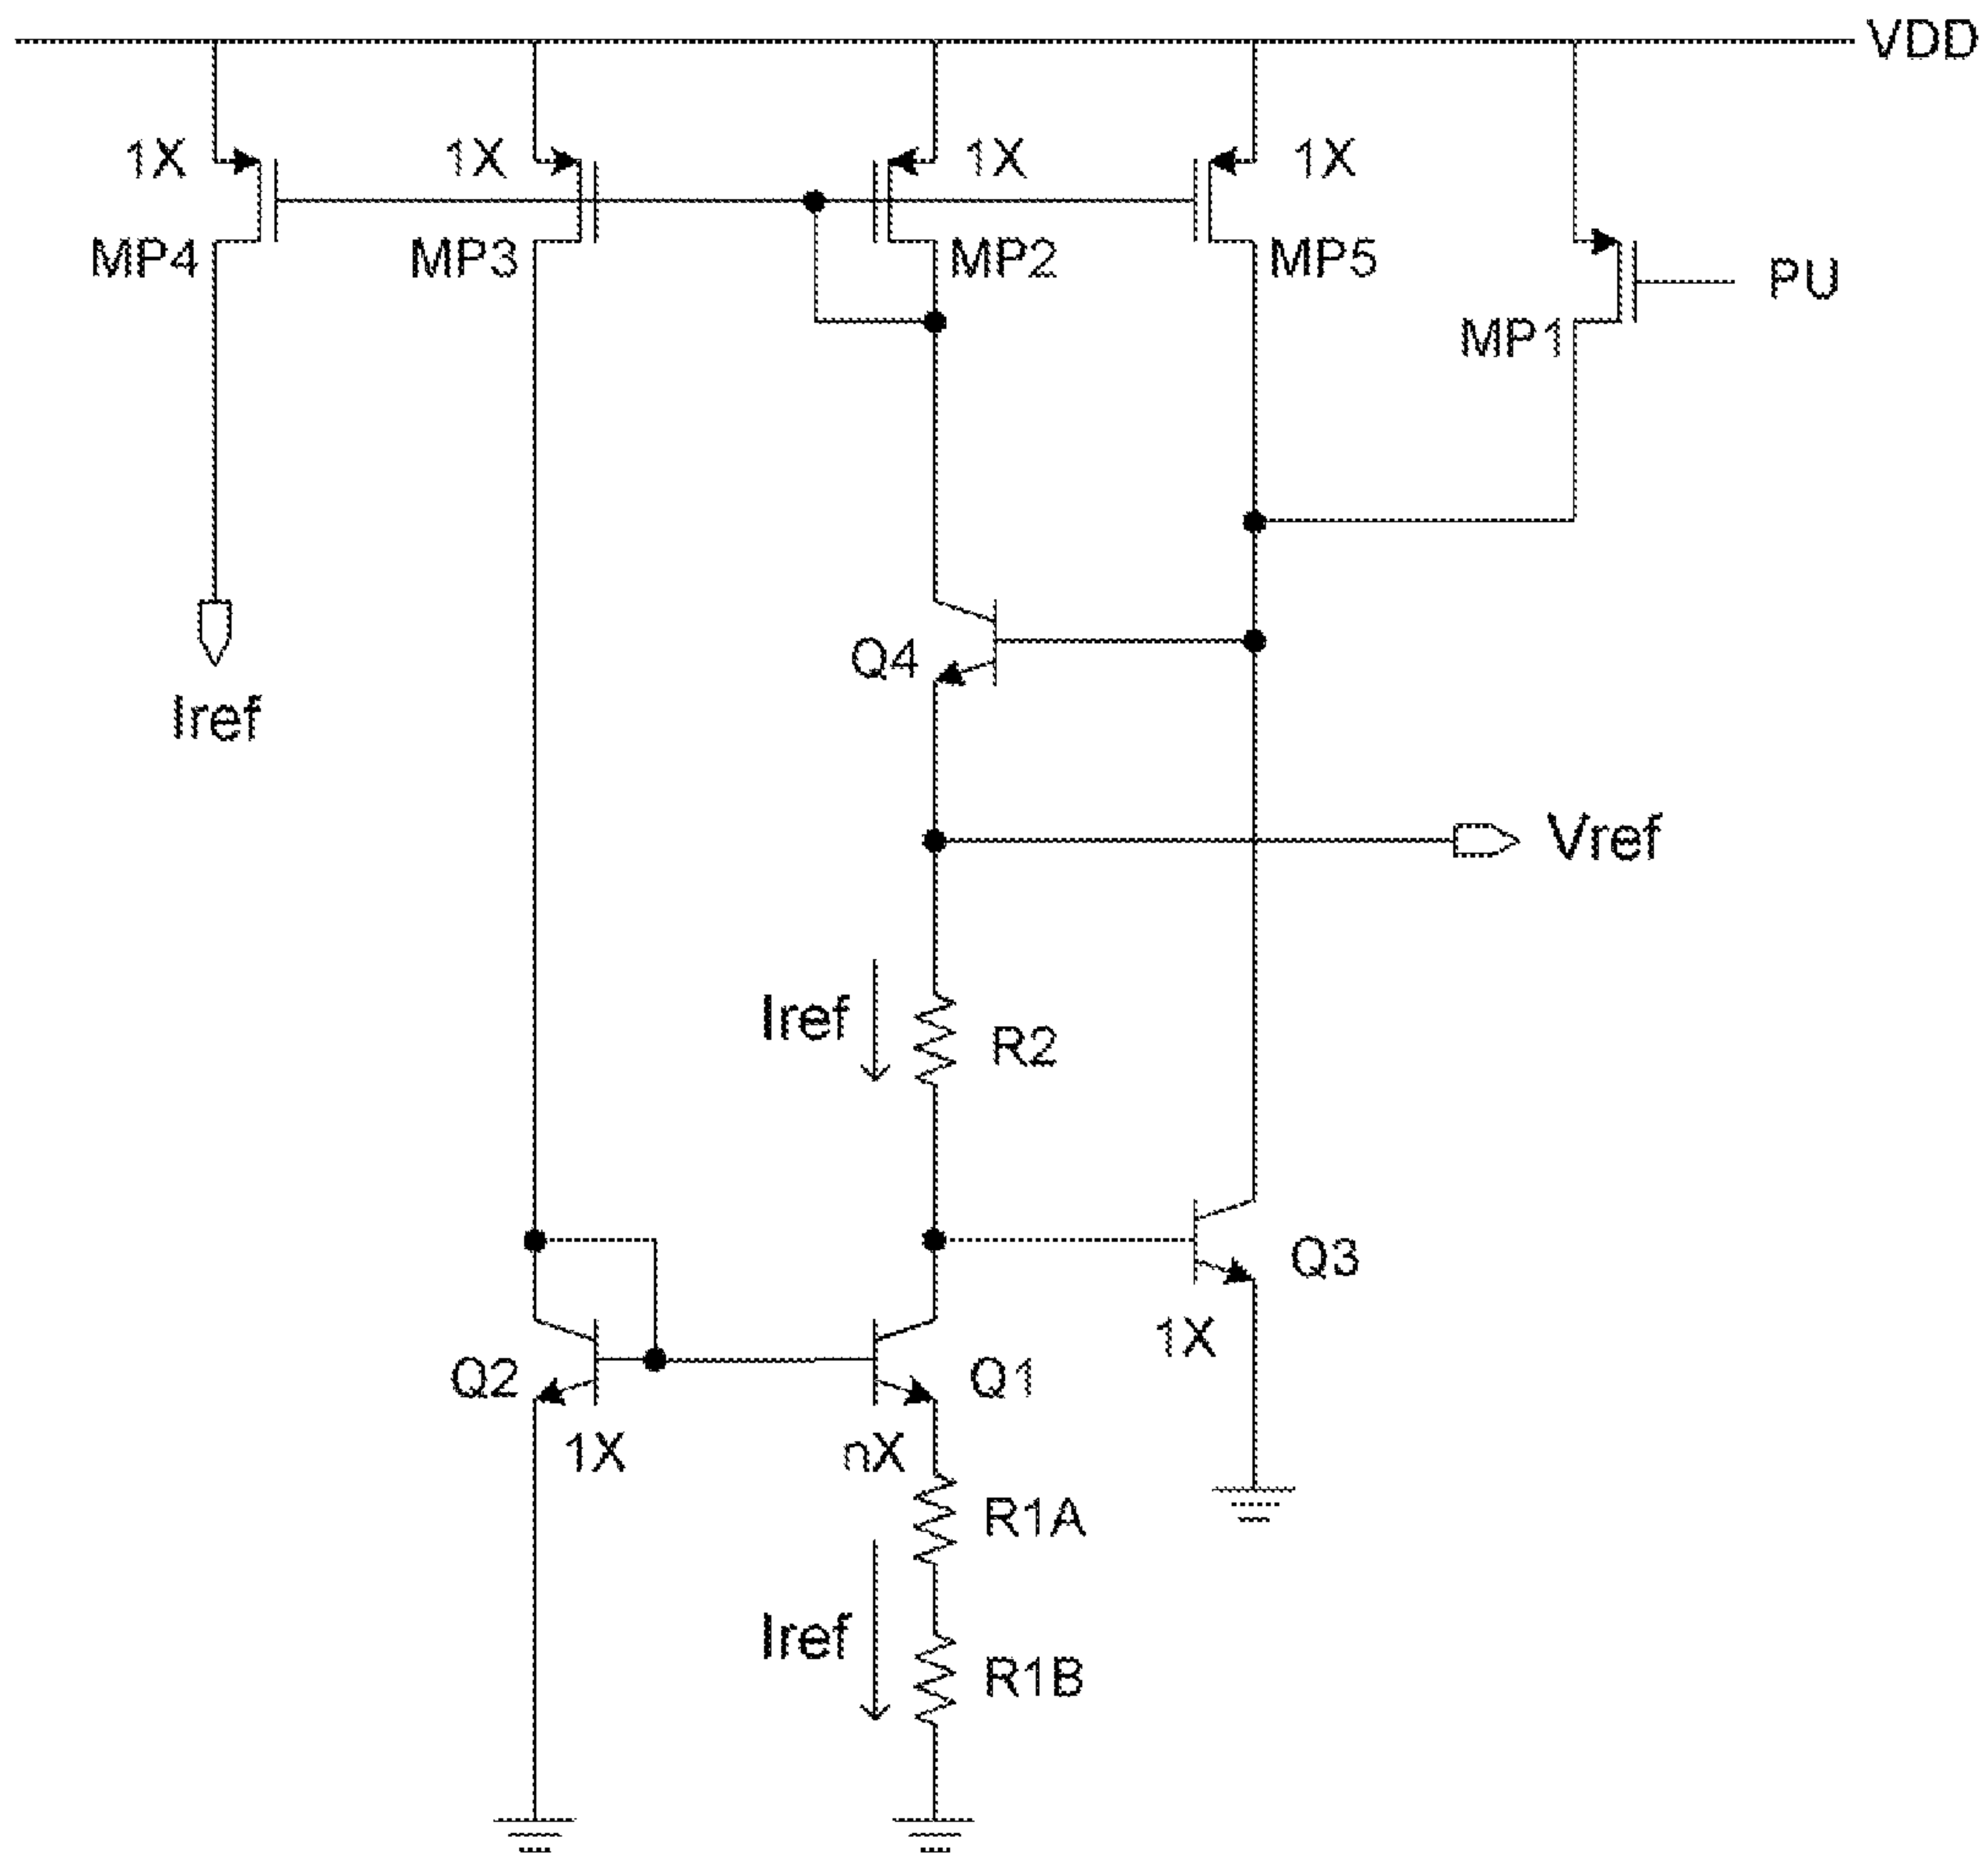 VDD
1X
1X
1X
1X
MP4
MP3
MP2
MP5
PU
MP1
Q4
Iref
Vref
Iref
R2
Q3
1X
Q2
Q1
1X
nX
R1A
Iref
R1B